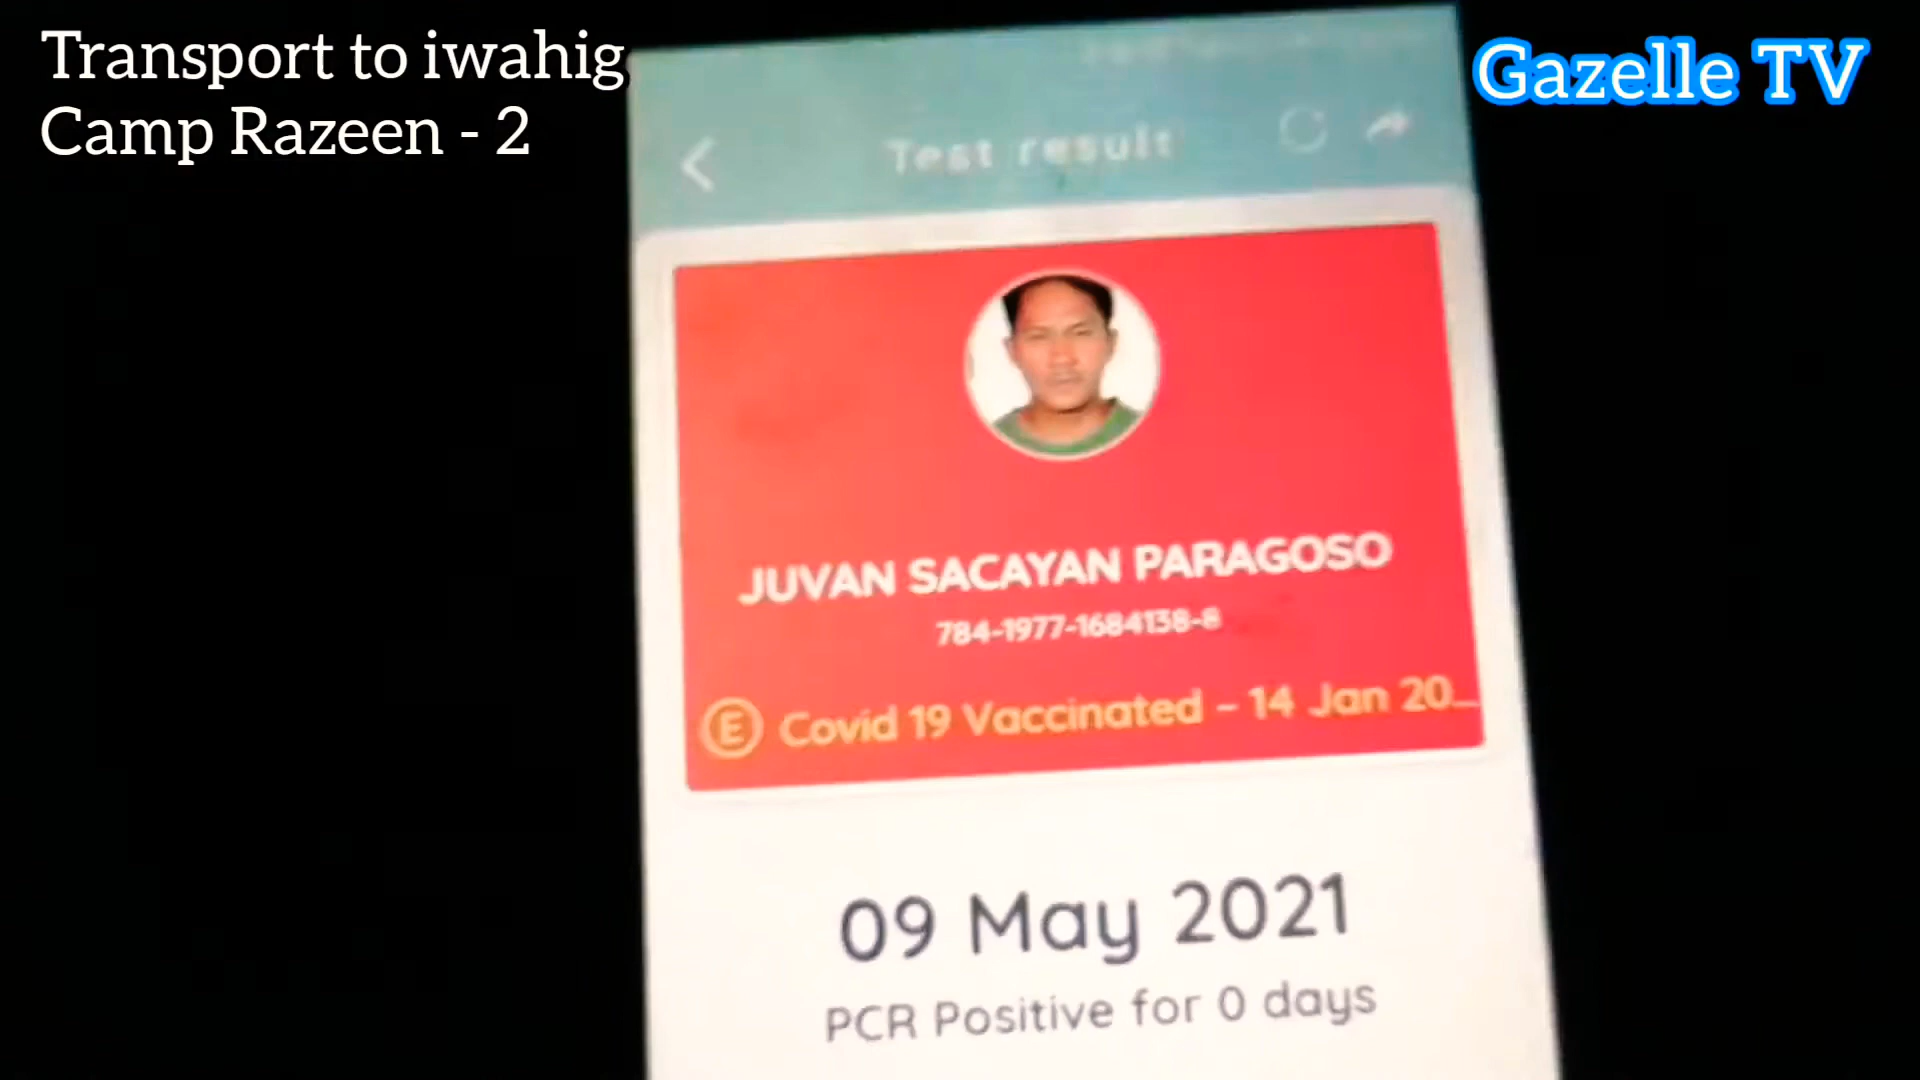 Transport to iwahig
Camp Razeen - 2
Gazelle TV
Test result
JUVAN SACAYAN PARAGOSO
784-1977-1684138-8
E Covid 19 Vaccinated - 14 Jan 20...
09 May 2021
PCR Positive for 0 days